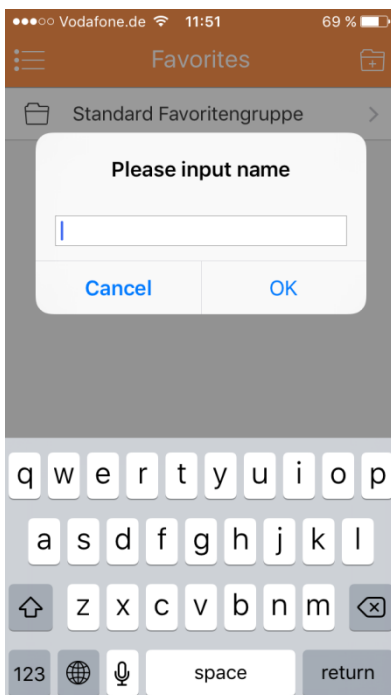 Vodafone.de 11:51 69 %
Favorites
Standard Favoritengruppe
Please input name
Cancel OK
q w e r t y u i o p
a s d f g h j k l
z x c v b n m
123 space return